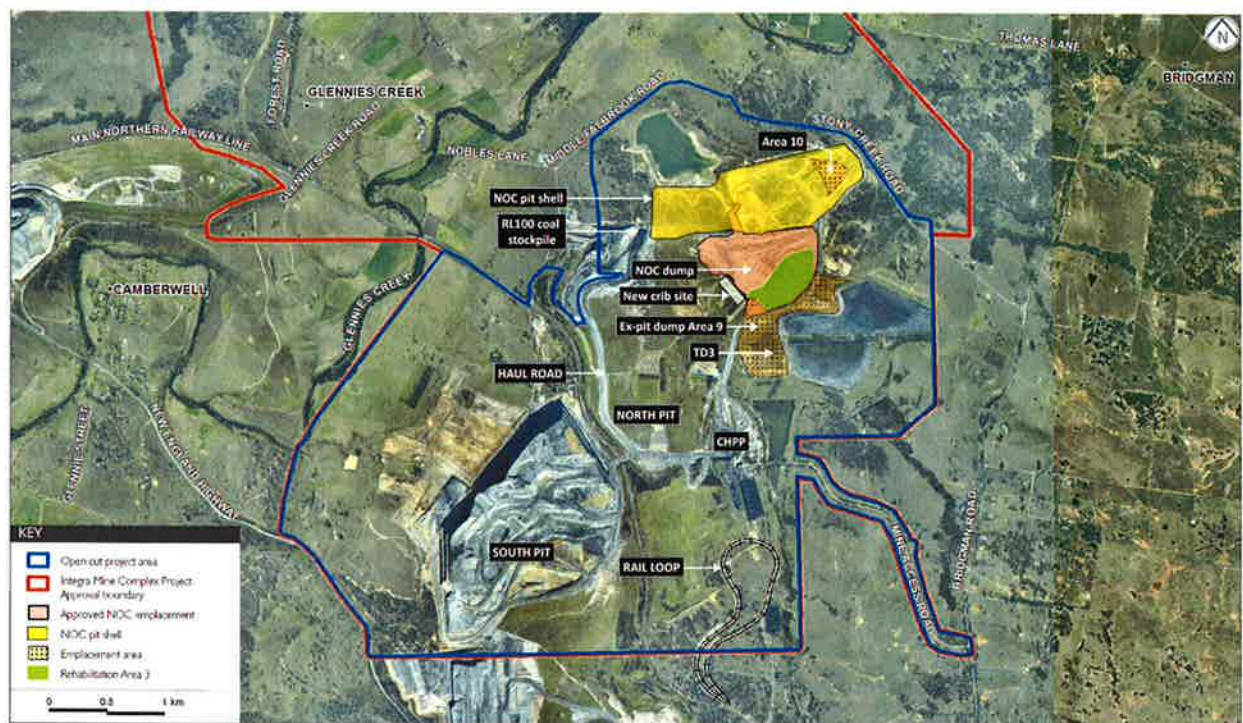 THOMAS LANE
N
BRIDGMAN
FOREST ROAD
GLENNIES CREEK
MAIN NORTHERN RAILWAY LINE
GLENNIES CREEK ROAD
NOBLES LANE
MIDDLE FALBROOK ROAD
STONY CREEK ROAD
Area 10
NOC pit shell
RL100 coal
stockpile
NOC dump
New crib site
Ex-pit dump Area 9
TD3
CAMBERWELL
GLENNIES CREEK
HAUL ROAD
NORTH PIT
CHPP
GLENNIE STREET
NEW ENGLAND HIGHWAY
SOUTH PIT
RAIL LOOP
MINE ACCESS ROAD
BRIDGMAN ROAD
KEY
Open cut project area
Integra Mine Complex Project
Approval boundary
Approved NOC emplacement
NOC pit shell
Emplacement area
Rehabilitation Area 3
0 0.5 1 km